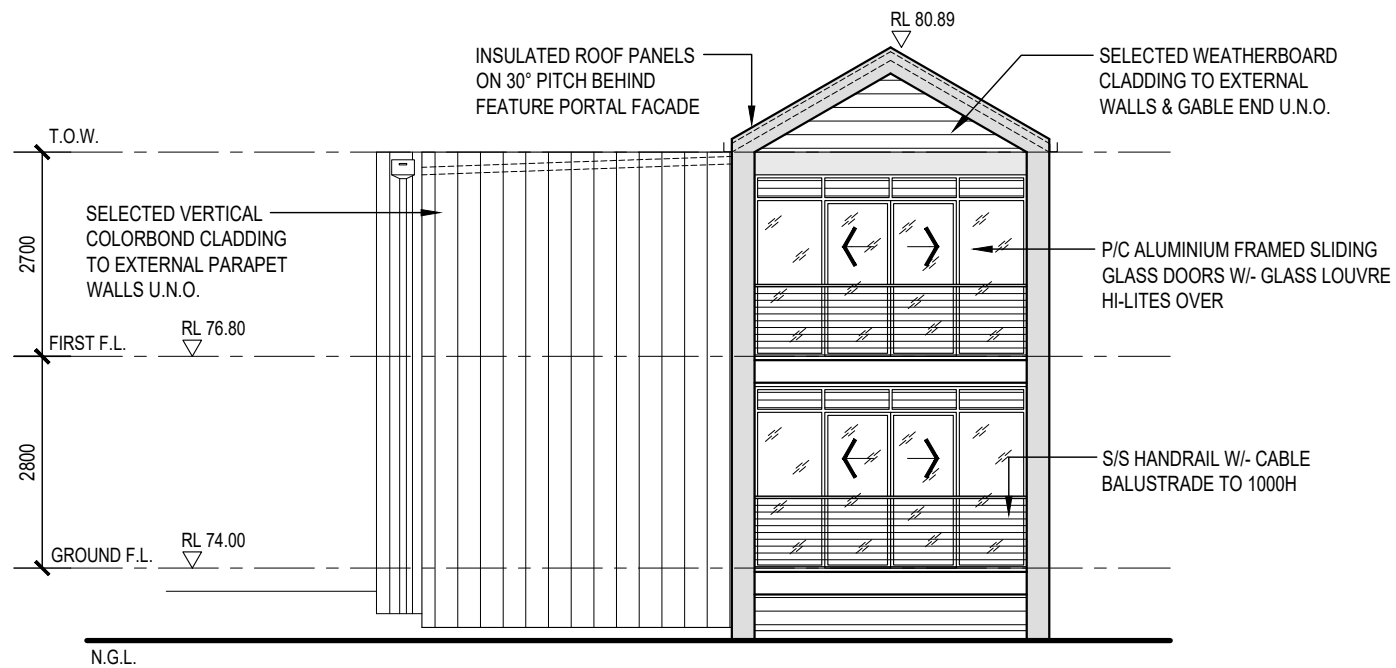 RL 80.89
INSULATED ROOF PANELS
ON 30° PITCH BEHIND
FEATURE PORTAL FACADE
SELECTED WEATHERBOARD
CLADDING TO EXTERNAL
WALLS & GABLE END U.N.O.
T.O.W.
2700
SELECTED VERTICAL
COLORBOND CLADDING
TO EXTERNAL PARAPET
WALLS U.N.O.
P/C ALUMINIUM FRAMED SLIDING
GLASS DOORS W/- GLASS LOUVRE
HI-LITES OVER
RL 76.80
FIRST F.L.
2800
S/S HANDRAIL W/- CABLE
BALUSTRADE TO 1000H
RL 74.00
GROUND F.L.
N.G.L.